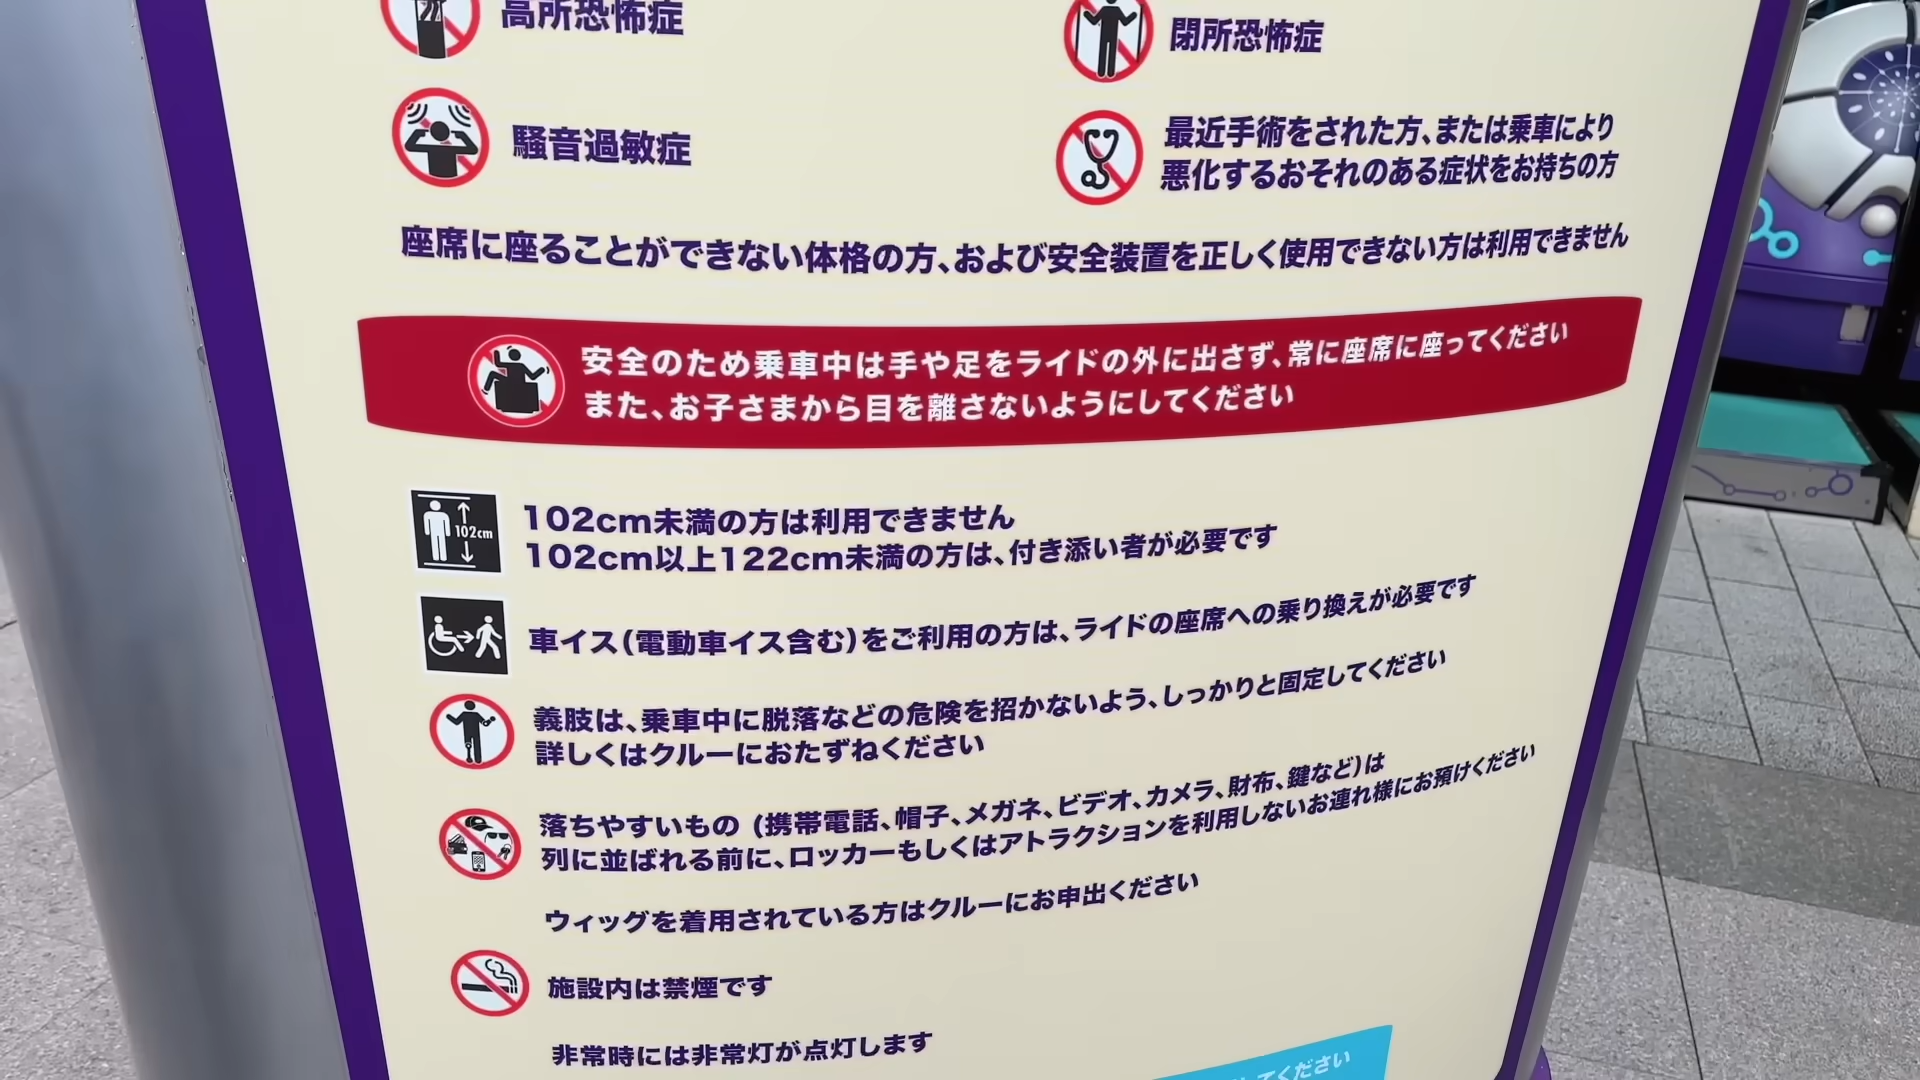 高所恐怖症
閉所恐怖症
騒音過敏症
最近手術をされた方、または乗車により
悪化するおそれのある症状をお持ちの方
座席に座ることができない体格の方、および安全装置を正しく使用できない方は利用できません
安全のため乗車中は手や足をライドの外に出さず、常に座席に座ってください
また、お子さまから目を離さないようにしてください
102cm
102cm未満の方は利用できません
102cm以上122cm未満の方は、付き添い者が必要です
車イス(電動車イス含む)をご利用の方は、ライドの座席への乗り換えが必要です
義肢は、乗車中に脱落などの危険を招かないよう、しっかりと固定してください
詳しくはクルーにおたずねください
落ちやすいもの (携帯電話、帽子、メガネ、ビデオ、カメラ、財布、鍵など)は
列に並ばれる前に、ロッカーもしくはアトラクションを利用しないお連れ様にお預けください
ウィッグを着用されている方はクルーにお申出ください
施設内は禁煙です
非常時には非常灯が点灯します
てください